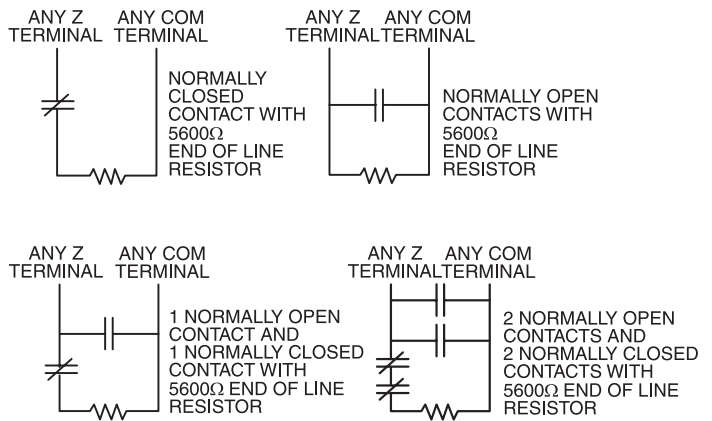 ANY Z ANY COM
TERMINAL TERMINAL
NORMALLY
CLOSED
CONTACT WITH
5600Ω
END OF LINE
RESISTOR
ANY Z ANY COM
TERMINAL TERMINAL
NORMALLY OPEN
CONTACTS WITH
5600Ω
END OF LINE
RESISTOR
ANY Z ANY COM
TERMINAL TERMINAL
1 NORMALLY OPEN
CONTACT AND
1 NORMALLY CLOSED
CONTACT WITH
5600Ω END OF LINE
RESISTOR
ANY Z ANY COM
TERMINAL TERMINAL
2 NORMALLY OPEN
CONTACTS AND
2 NORMALLY CLOSED
CONTACTS WITH
5600Ω END OF LINE
RESISTOR